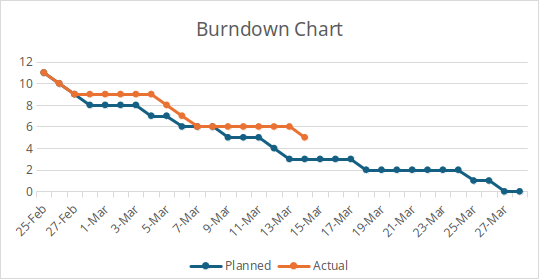 Burndown Chart
12
10
8
6
4
2
0
25-Feb 27-Feb 1-Mar 3-Mar 5-Mar 7-Mar 9-Mar 11-Mar 13-Mar 15-Mar 17-Mar 19-Mar 21-Mar 23-Mar 25-Mar 27-Mar
Planned Actual